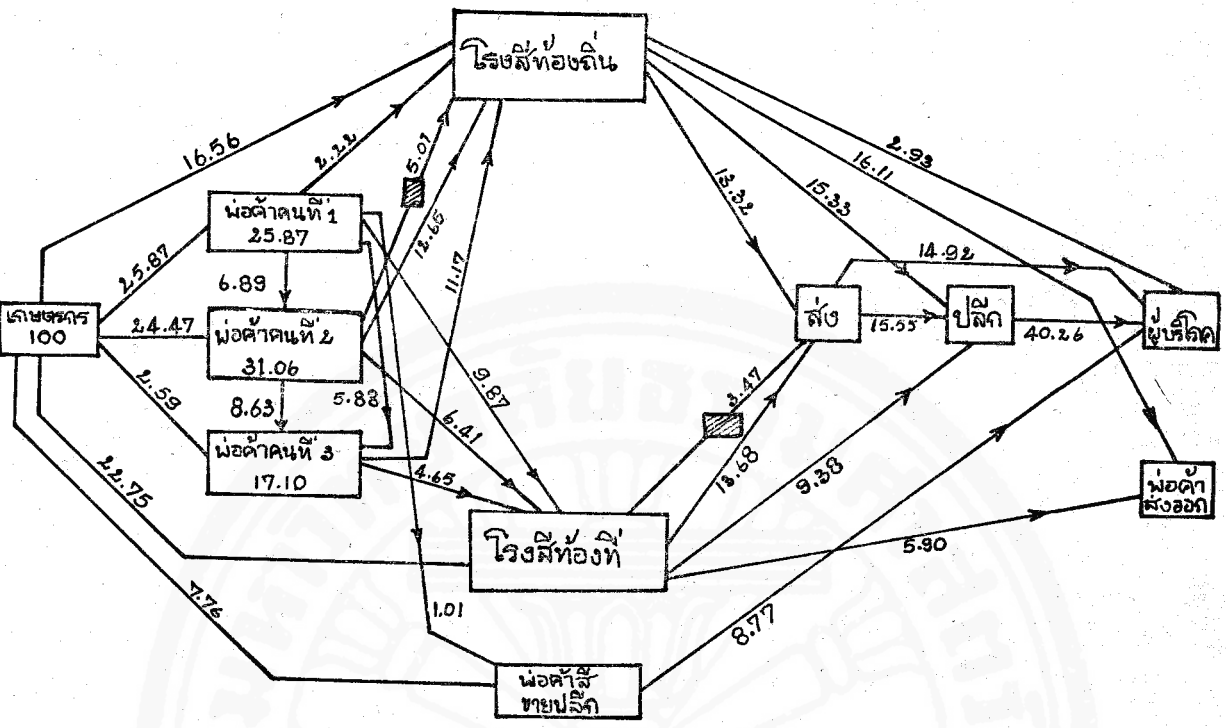 โรงสีท้องถิ่น
16.56
2.22
5.07
12.65
11.17
13.32
15.33
16.11
2.93
พ่อค้าคนที่ 1
25.87
25.87
6.89
14.92
เกษตรกร
100
24.47
พ่อค้าคนที่ 2
31.06
ส่ง
15.55
ปลีก
40.26
ผู้บริโภค
2.59
8.63
5.88
9.87
6.41
3.47
พ่อค้าคนที่ 3
17.10
4.65
13.68
9.38
22.75
พ่อค้า
ส่งออก
โรงสีท้องที่
5.90
7.76
1.01
8.77
พ่อค้าสี
ขายปลีก